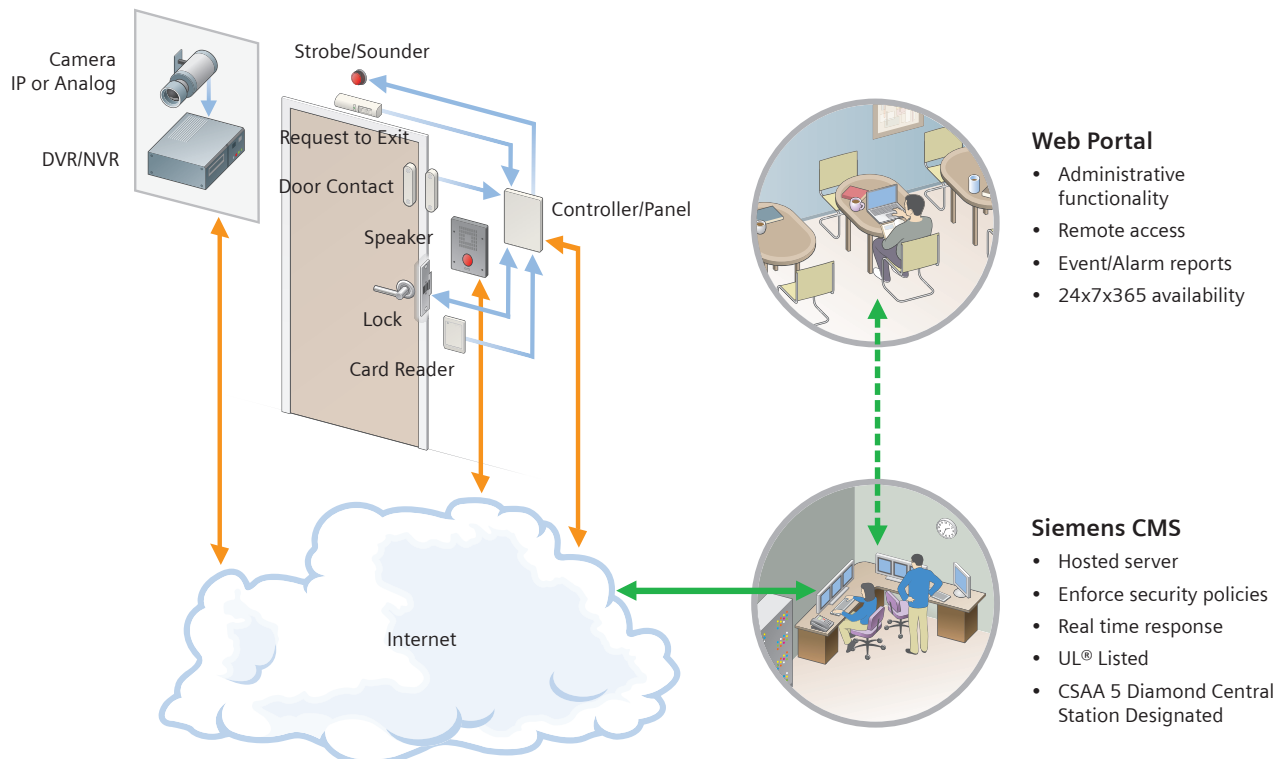 Camera
IP or Analog
DVR/NVR
Strobe/Sounder
Request to Exit
Door Contact
Speaker
Lock
Card Reader
Controller/Panel
Internet
Web Portal
• Administrative
functionality
• Remote access
• Event/Alarm reports
• 24x7x365 availability
Siemens CMS
• Hosted server
• Enforce security policies
• Real time response
• UL® Listed
• CSAA 5 Diamond Central
Station Designated